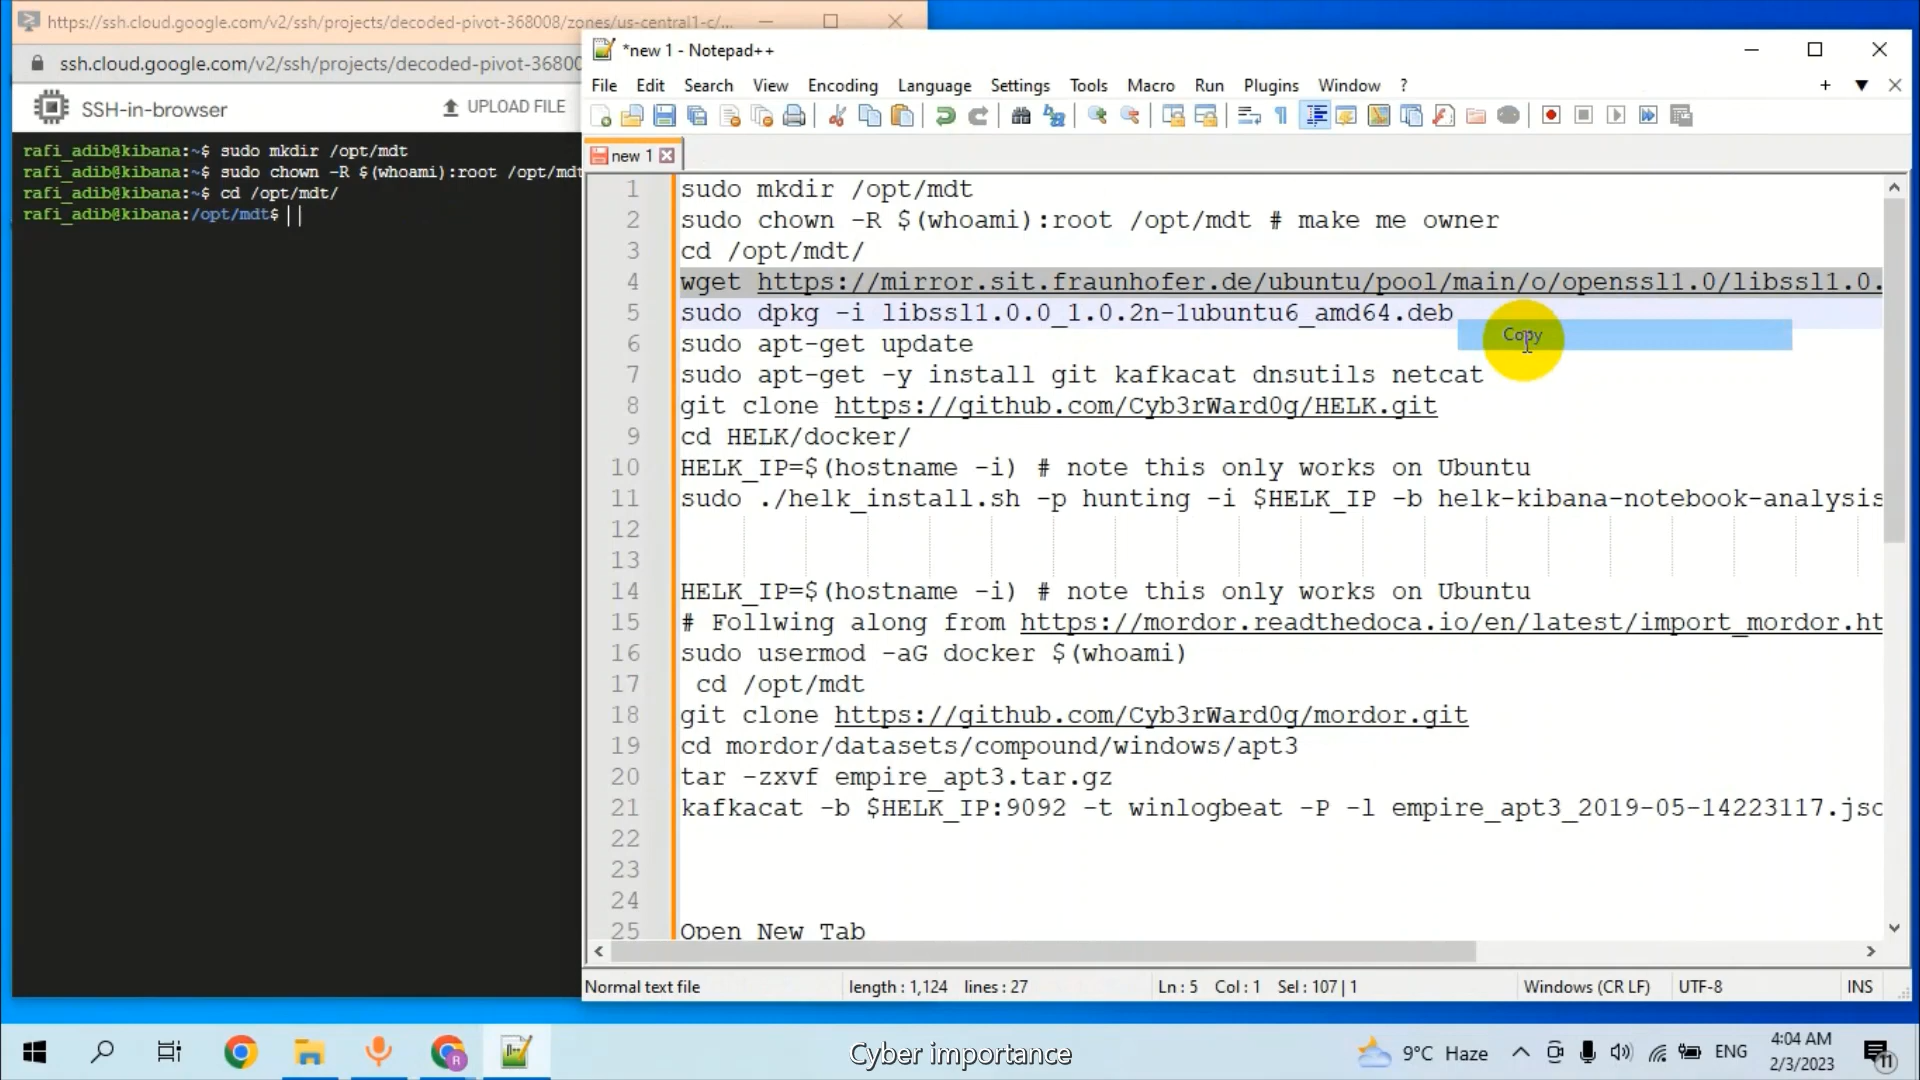 https://ssh.cloud.google.com/v2/ssh/projects/decoded-pivot-368008/zones/us-central1-c/...
ssh.cloud.google.com/v2/ssh/projects/decoded-pivot-36800
SSH-in-browser
UPLOAD FILE
rafi_adib@kibana:~$ sudo mkdir /opt/mdt
rafi_adib@kibana:~$ sudo chown -R $(whoami):root /opt/mdt
rafi_adib@kibana:~$ cd /opt/mdt/
rafi_adib@kibana:/opt/mdt$
*new 1 - Notepad++
File Edit Search View Encoding Language Settings Tools Macro Run Plugins Window ?
new 1
1 sudo mkdir /opt/mdt
2 sudo chown -R $(whoami):root /opt/mdt # make me owner
3 cd /opt/mdt/
4 wget https://mirror.sit.fraunhofer.de/ubuntu/pool/main/o/openssl1.0/libssl1.0.
5 sudo dpkg -i libssl1.0.0_1.0.2n-1ubuntu6_amd64.deb
Copy
6 sudo apt-get update
7 sudo apt-get -y install git kafkacat dnsutils netcat
8 git clone https://github.com/Cyb3rWard0g/HELK.git
9 cd HELK/docker/
10 HELK_IP=$(hostname -i) # note this only works on Ubuntu
11 sudo ./helk_install.sh -p hunting -i $HELK_IP -b helk-kibana-notebook-analysis
12
13
14 HELK_IP=$(hostname -i) # note this only works on Ubuntu
15 # Follwing along from https://mordor.readthedoca.io/en/latest/import_mordor.ht
16 sudo usermod -aG docker $(whoami)
17 cd /opt/mdt
18 git clone https://github.com/Cyb3rWard0g/mordor.git
19 cd mordor/datasets/compound/windows/apt3
20 tar -zxvf empire_apt3.tar.gz
21 kafkacat -b $HELK_IP:9092 -t winlogbeat -P -l empire_apt3_2019-05-14223117.jso
22
23
24
25 Open New Tab
Normal text file length : 1,124 lines : 27 Ln : 5 Col : 1 Sel : 107 | 1 Windows (CR LF) UTF-8 INS
Cyber importance
9°C Haze
ENG
4:04 AM
2/3/2023
11